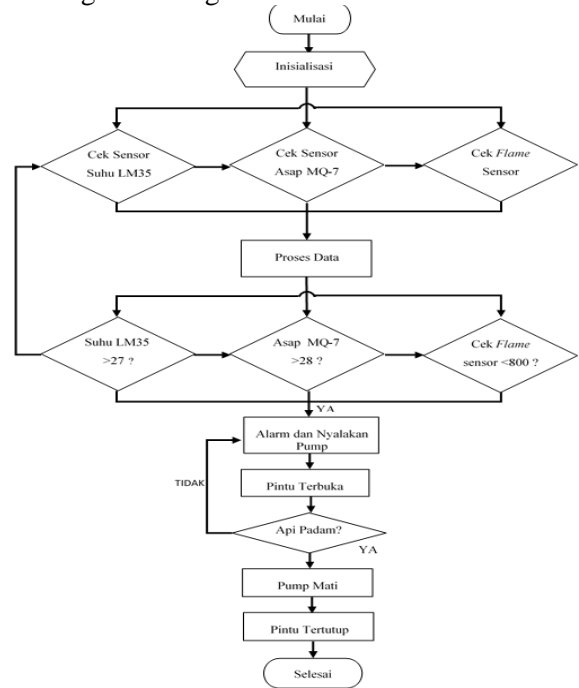 Mulai
Inisialisasi
Cek Sensor
Suhu LM35
Cek Sensor
Asap MQ-7
Cek Flame
Sensor
Proses Data
Suhu LM35
>27 ?
Asap MQ-7
>28 ?
Cek Flame
sensor <800 ?
YA
Alarm dan Nyalakan
Pump
Pintu Terbuka
TIDAK
Api Padam?
YA
Pump Mati
Pintu Tertutup
Selesai